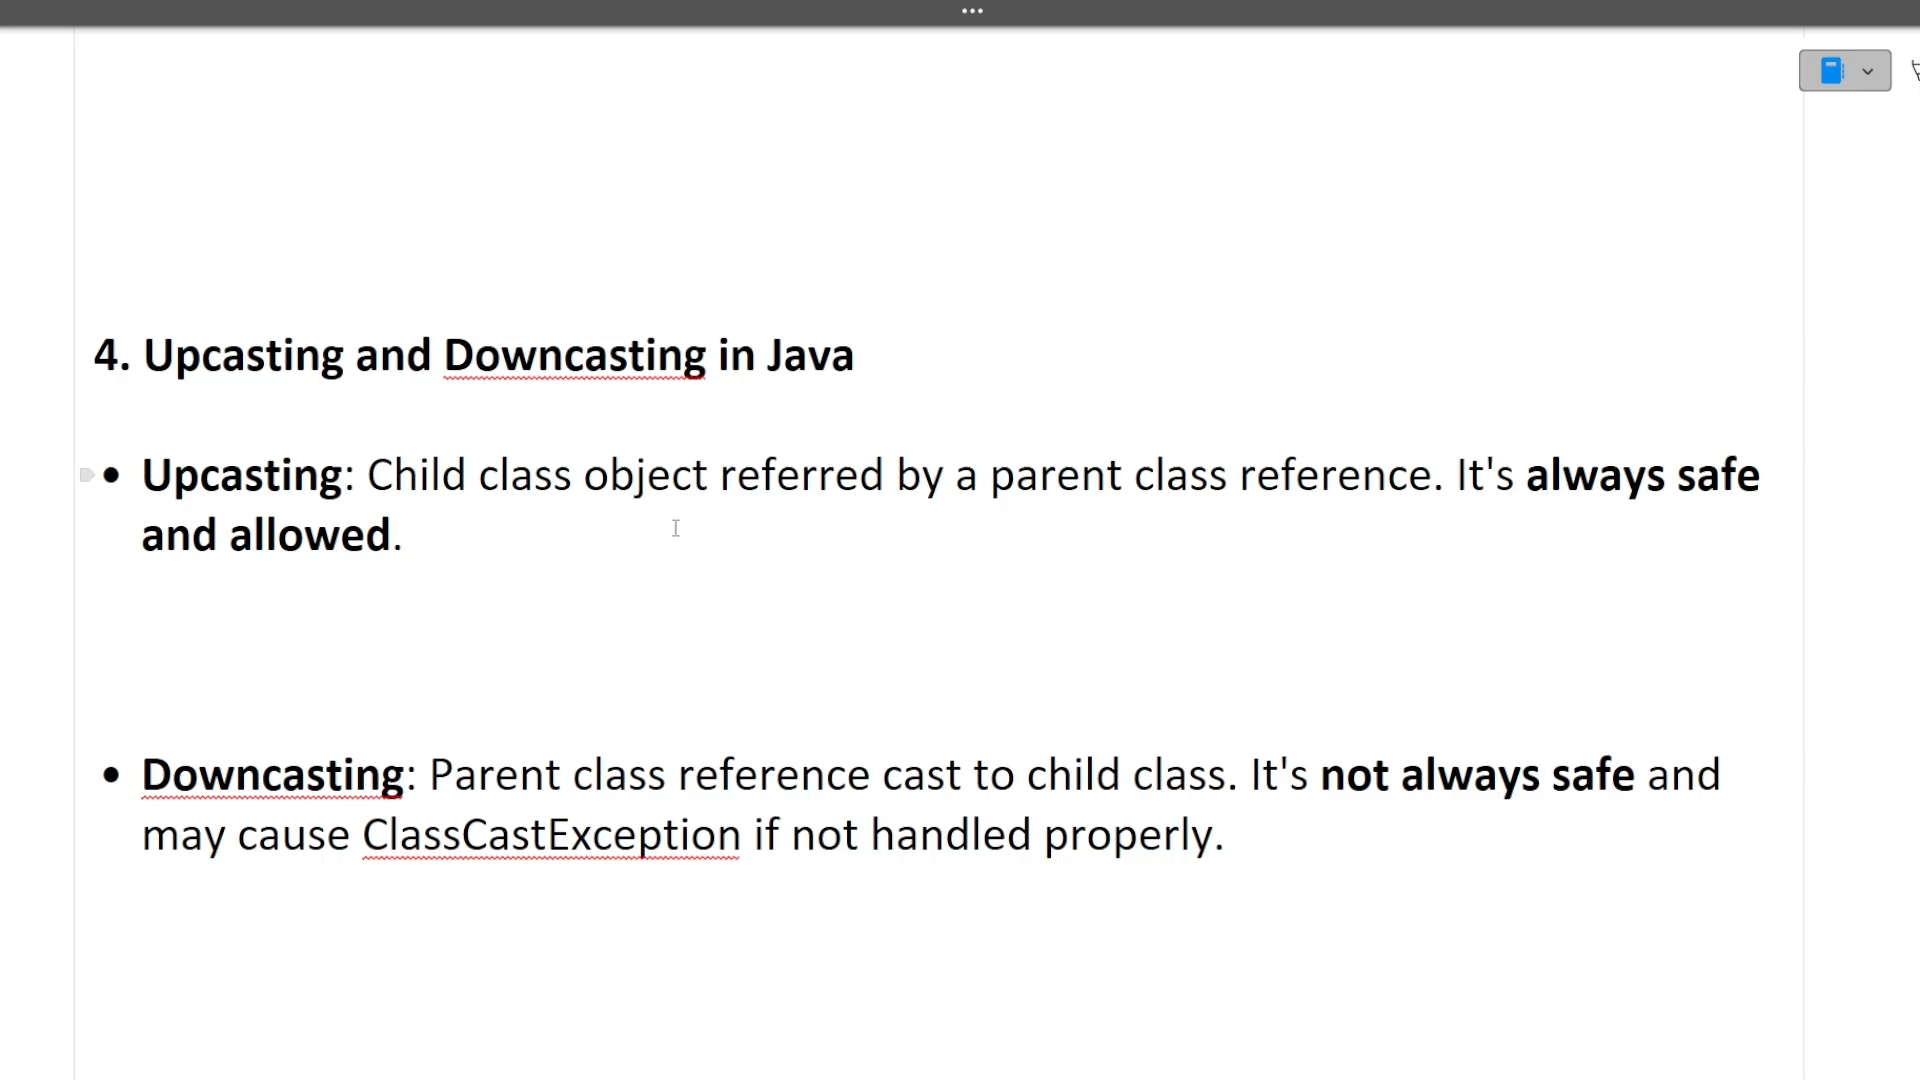 4. Upcasting and Downcasting in Java
• Upcasting: Child class object referred by a parent class reference. It's always safe
and allowed.
• Downcasting: Parent class reference cast to child class. It's not always safe and
may cause ClassCastException if not handled properly.